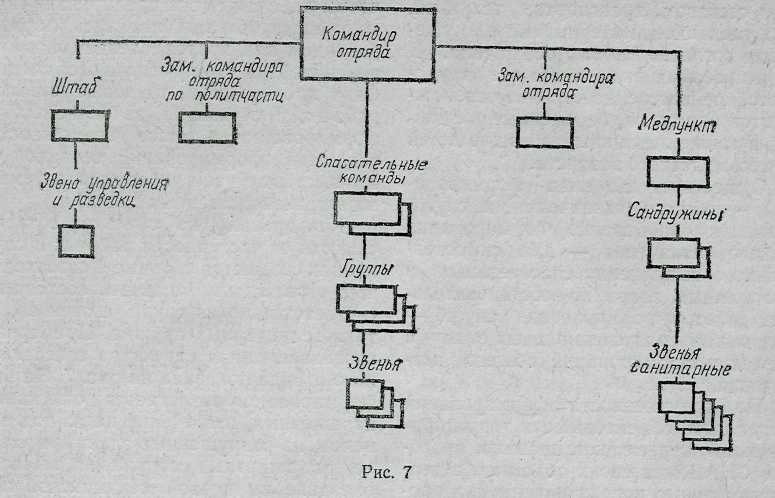 Командир
отряда
Штаб
Зам. командира
отряда
по политчасти
Зам. командира
отряда
Медпункт
Звено управления
и разведки
Спасательные
команды
Сандружины
Группы
Звенья
Звенья
санитарные
Рис. 7